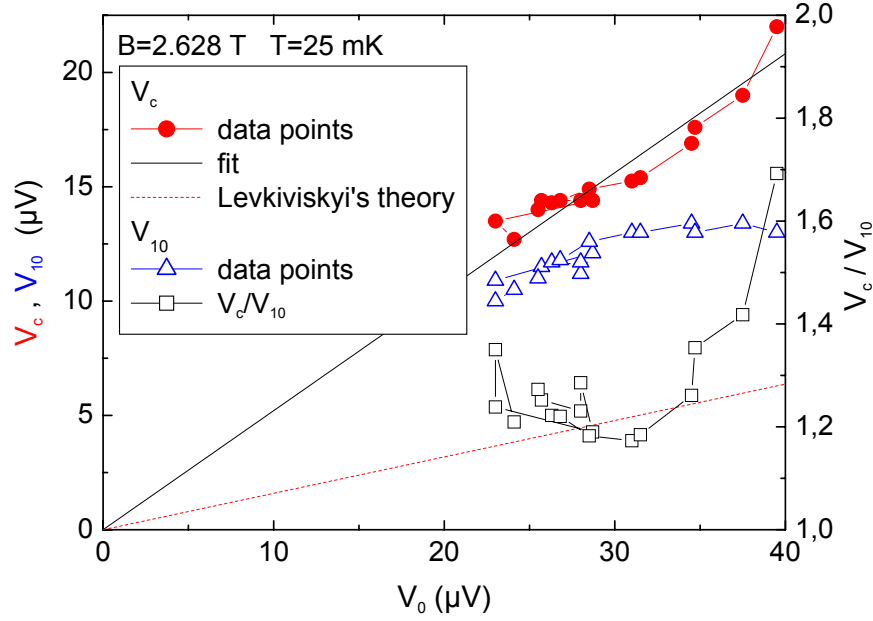 B=2.628 T T=25 mK
V_c
data points
fit
Levkiviskyi's theory
V_10
data points
V_c/V_10
V_c , V_10 (µV)
20
15
10
5
0
0
10
20
30
40
V_0 (µV)
2,0
1,8
1,6
1,4
1,2
1,0
V_c / V_10